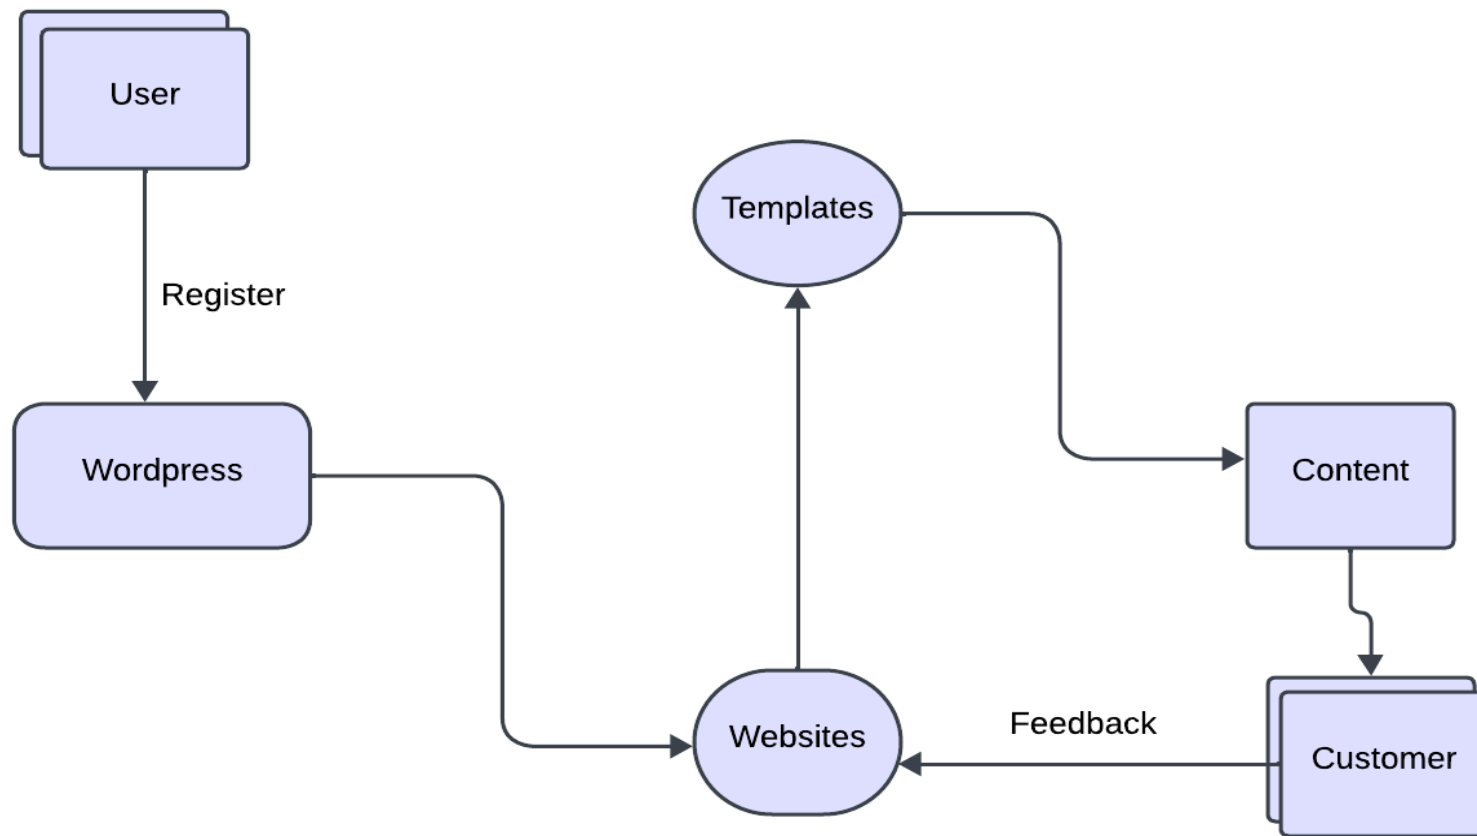 User
Register
Wordpress
Templates
Content
Websites
Feedback
Customer